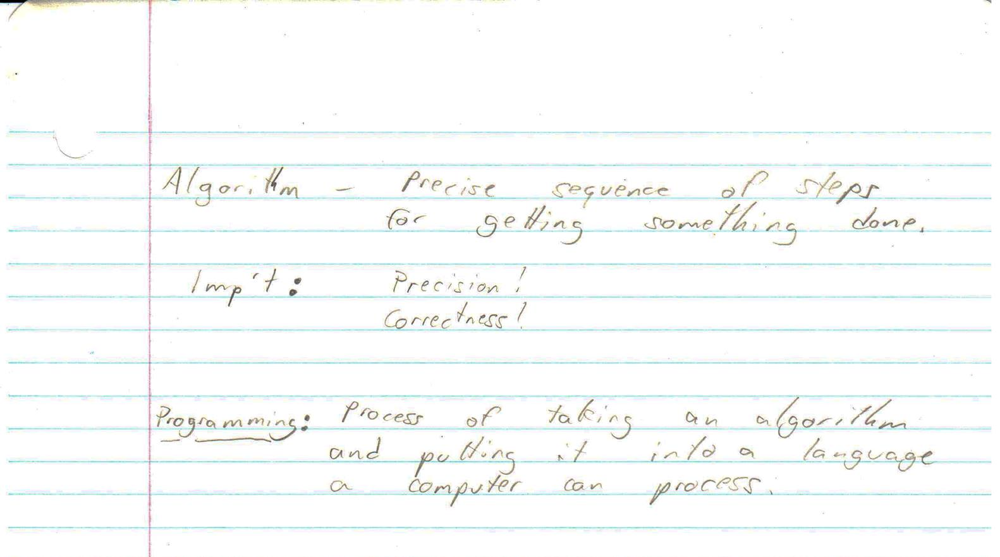 Algorithm - Precise sequence of steps
for getting something done.
Imp't: Precision!
Correctness!
Programming: Process of taking an algorithm
and putting it into a language
a computer can process.